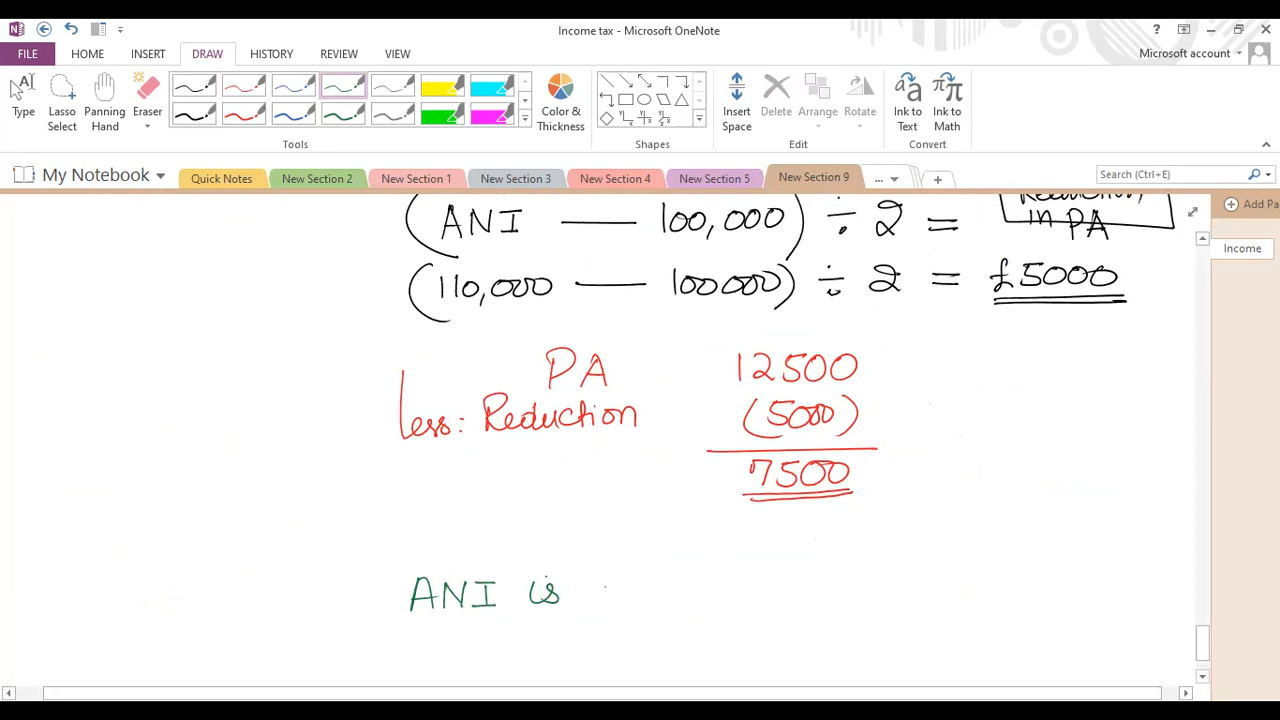 Income tax - Microsoft OneNote
?
FILE HOME INSERT DRAW HISTORY REVIEW VIEW
Microsoft account
Type
Lasso Select
Panning Hand
Eraser
Color & Thickness
Insert Space
Delete
Arrange
Rotate
Ink to Text
Ink to Math
Tools Shapes Edit Convert
My Notebook Quick Notes New Section 2 New Section 1 New Section 3 New Section 4 New Section 5 New Section 9 ... Search (Ctrl+E)
Add Pa
Income
Reduction
(ANI — 100,000) ÷ 2 = in PA
(110,000 — 100000) ÷ 2 = £5000
PA 12500
Less: Reduction (5000)
7500
ANI is